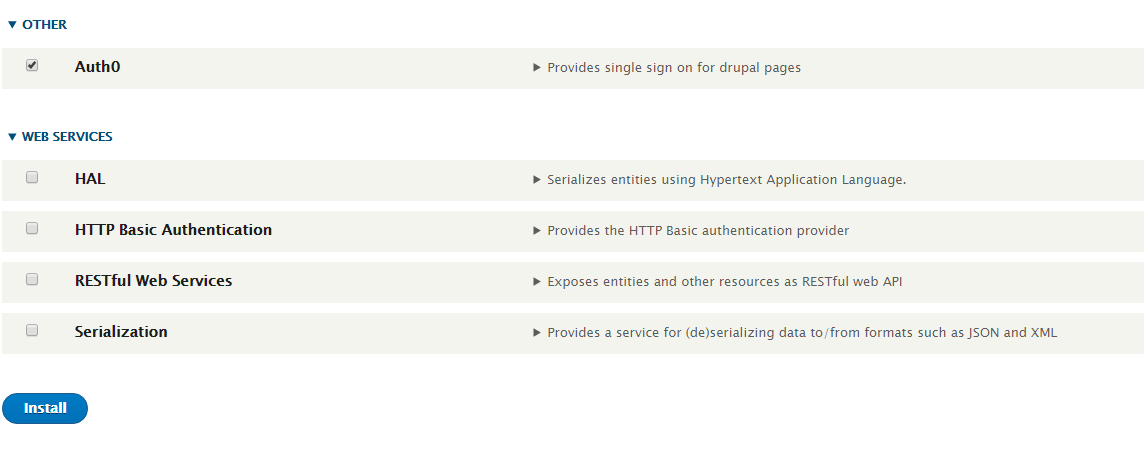 OTHER
Auth0 Provides single sign on for drupal pages
WEB SERVICES
HAL Serializes entities using Hypertext Application Language.
HTTP Basic Authentication Provides the HTTP Basic authentication provider
RESTful Web Services Exposes entities and other resources as RESTful web API
Serialization Provides a service for (de)serializing data to/from formats such as JSON and XML
Install